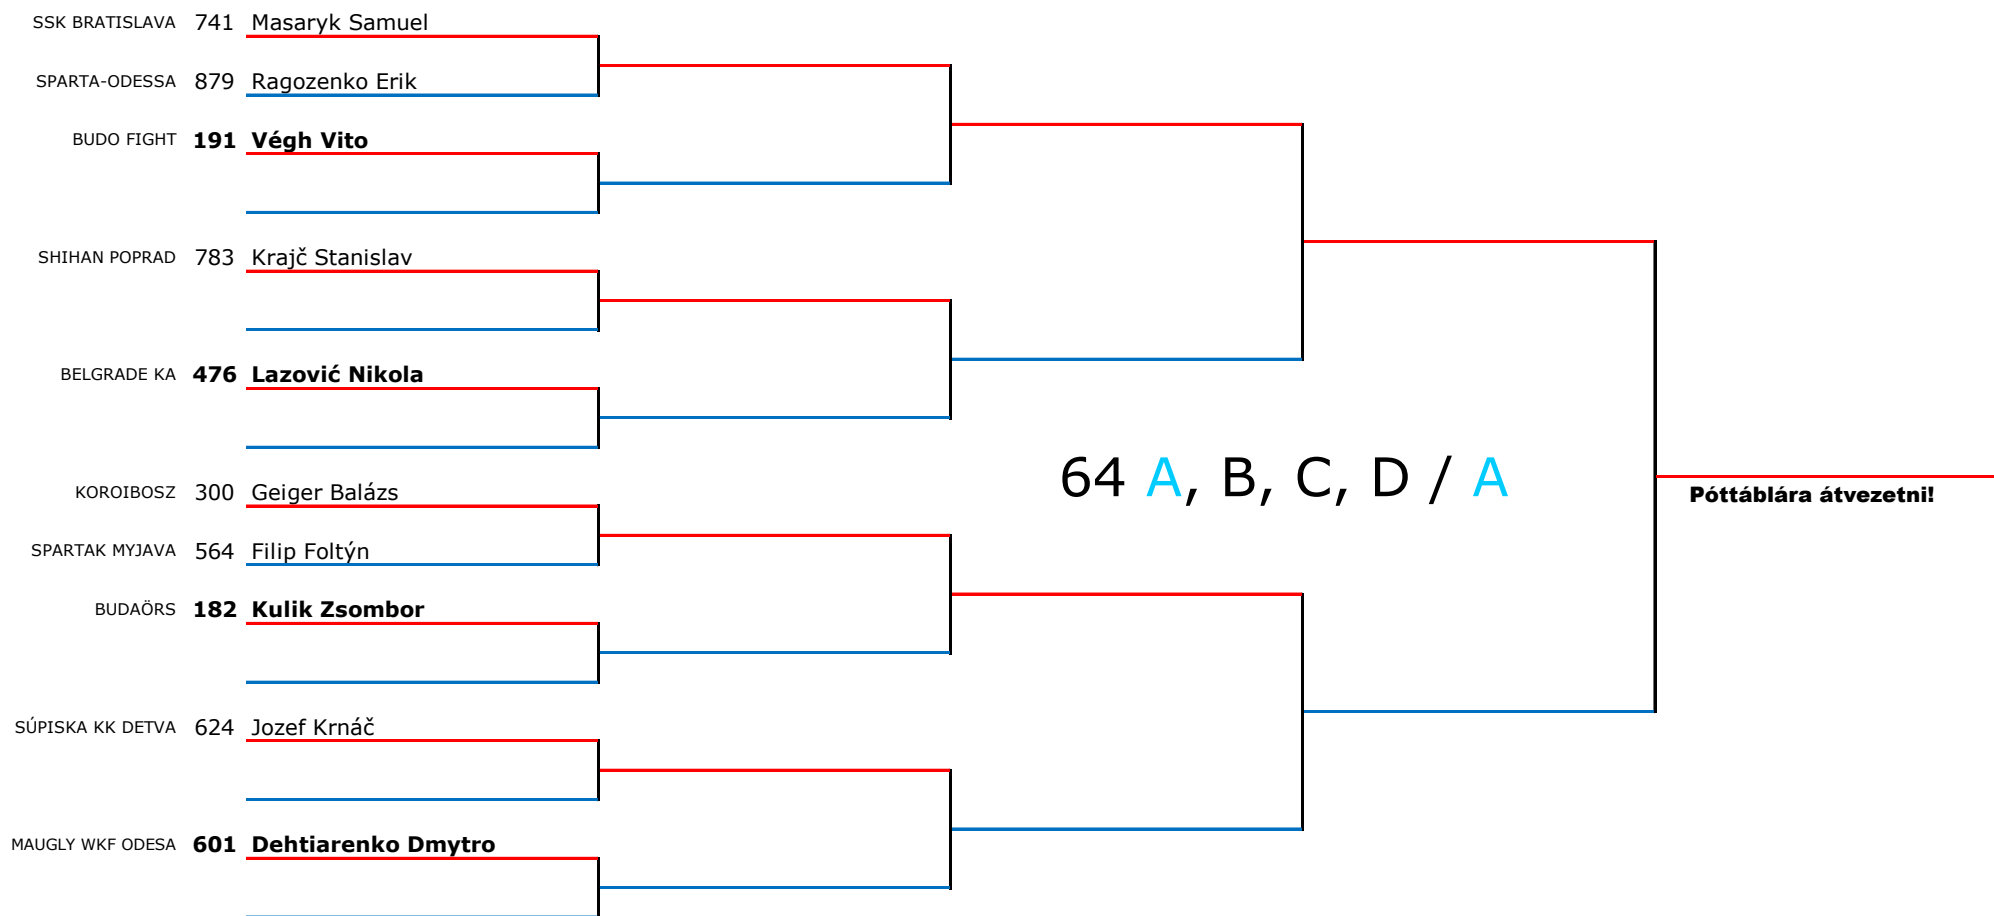 SSK BRATISLAVA 741 Masaryk Samuel
SPARTA-ODESSA 879 Ragozenko Erik
BUDO FIGHT 191 Végh Vito
SHIHAN POPRAD 783 Krajč Stanislav
BELGRADE KA 476 Lazović Nikola
64 A, B, C, D / A
KOROIBOSZ 300 Geiger Balázs
Póttáblára átvezetni!
SPARTAK MYJAVA 564 Filip Foltýn
BUDAÖRS 182 Kulik Zsombor
SÚPISKA KK DETVA 624 Jozef Krnáč
MAUGLY WKF ODESA 601 Dehtiarenko Dmytro